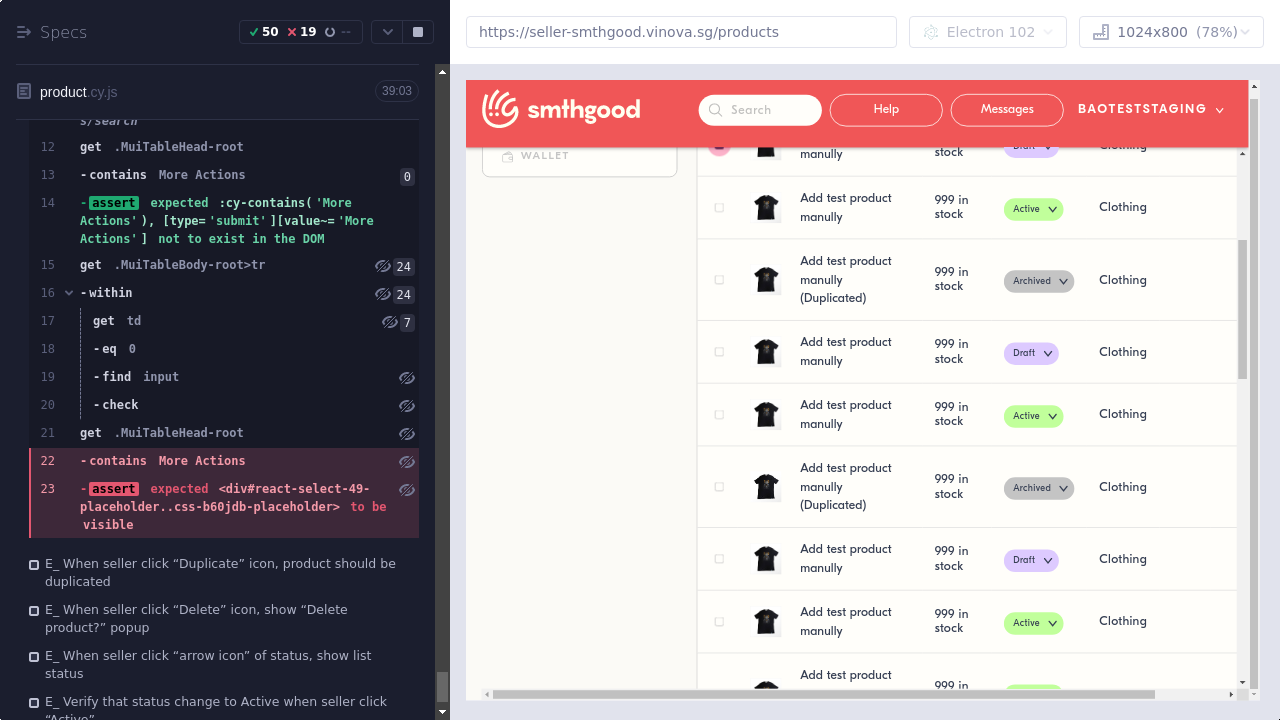 Specs
50 19 --
product.cy.js
39:03
s/search
12 get .MuiTableHead-root
13 -contains More Actions 0
14 -assert expected :cy-contains('More
Actions'), [type='submit'][value~='More
Actions'] not to exist in the DOM
15 get .MuiTableBody-root>tr 24
16 -within 24
17 get td 7
18 -eq 0
19 -find input
20 -check
21 get .MuiTableHead-root
22 -contains More Actions
23 -assert expected <div#react-select-49-
placeholder..css-b60jdb-placeholder> to be
visible
E_ When seller click “Duplicate” icon, product should be
duplicated
E_ When seller click “Delete” icon, show “Delete
product?” popup
E_ When seller click “arrow icon” of status, show list
status
E_ Verify that status change to Active when seller click
“Active”
https://seller-smthgood.vinova.sg/products
Electron 102
1024x800 (78%)
smthgood
Search
Help
Messages
BAOTESTSTAGING
WALLET
manully
stock
Draft
Clothing
Add test product
manully
999 in
stock
Active
Clothing
Add test product
manully
(Duplicated)
999 in
stock
Archived
Clothing
Add test product
manully
999 in
stock
Draft
Clothing
Add test product
manully
999 in
stock
Active
Clothing
Add test product
manully
(Duplicated)
999 in
stock
Archived
Clothing
Add test product
manully
999 in
stock
Draft
Clothing
Add test product
manully
999 in
stock
Active
Clothing
Add test product
999 in